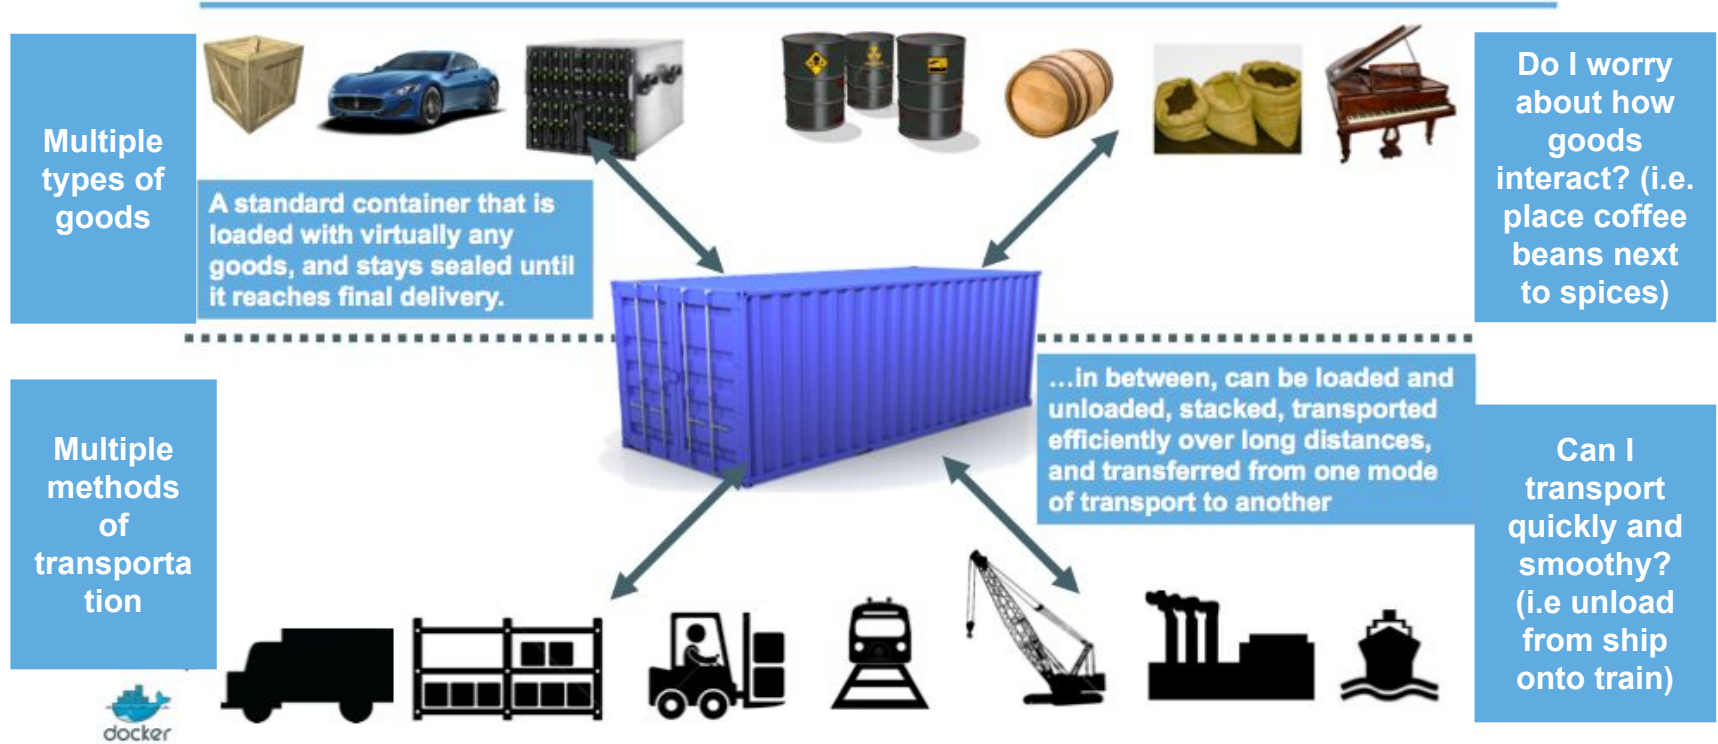 Multiple
types of
goods
A standard container that is
loaded with virtually any
goods, and stays sealed until
it reaches final delivery.
Do I worry
about how
goods
interact? (i.e.
place coffee
beans next
to spices)
Multiple
methods
of
transporta
tion
...in between, can be loaded and
unloaded, stacked, transported
efficiently over long distances,
and transferred from one mode
of transport to another
Can I
transport
quickly and
smoothy?
(i.e unload
from ship
onto train)
docker